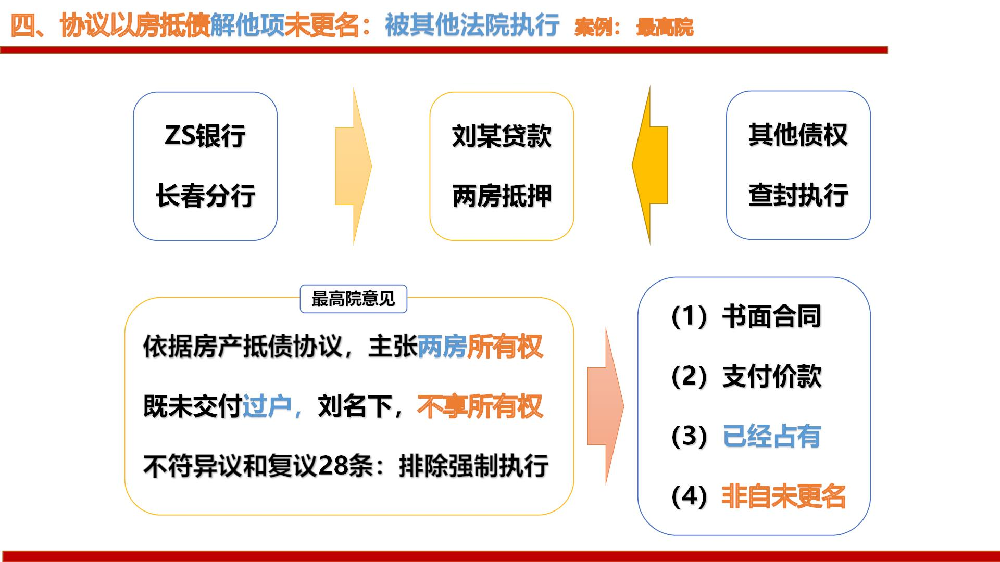 四、协议以房抵债解他项未更名：被其他法院执行 案例： 最高院
ZS银行
长春分行
刘某贷款
两房抵押
其他债权
查封执行
最高院意见
依据房产抵债协议，主张两房所有权
既未交付过户，刘名下，不享所有权
不符异议和复议28条：排除强制执行
（1）书面合同
（2）支付价款
（3）已经占有
（4）非自未更名